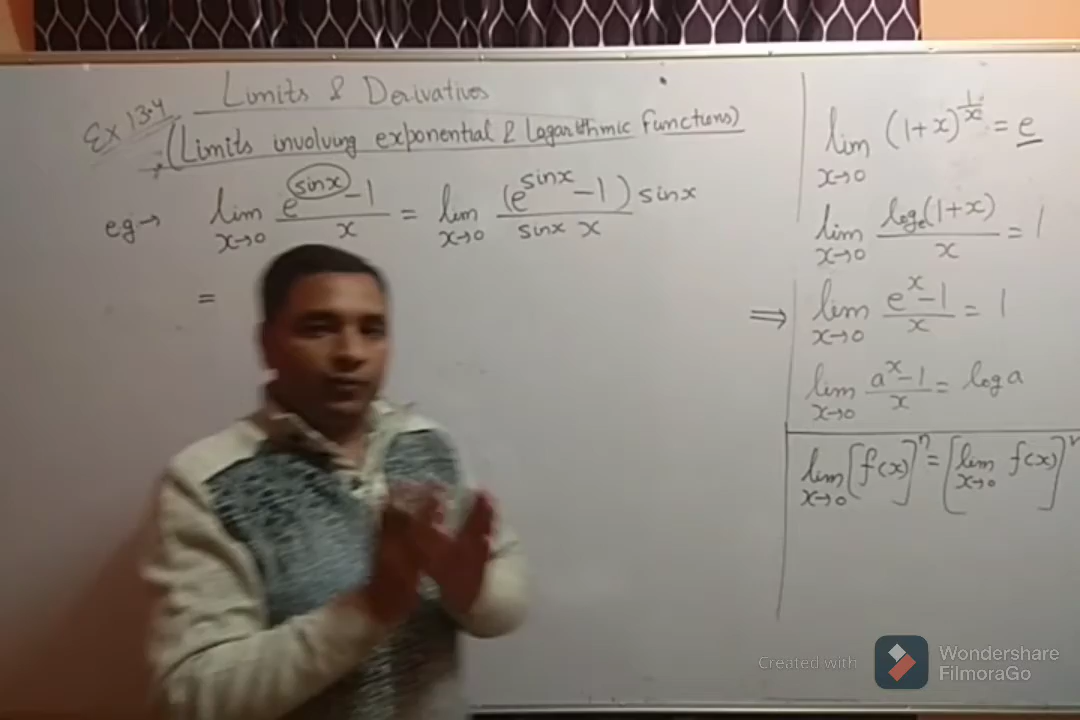 Limits & Derivatives
Ex 13.4
(Limits involving exponential & Logarithmic Functions)
eg→ lim x→0 (e^(sinx) - 1)/x = lim x→0 ((e^(sinx) - 1) sinx)/(sinx x)
=
lim x→0 (1+x)^(1/x) = e
lim x→0 (log_e(1+x))/x = 1
⇒ lim x→0 (e^x - 1)/x = 1
lim x→0 (a^x - 1)/x = log a
lim x→0 [f(x)]^n = [lim x→0 f(x)]^n
Created with Wondershare
FilmoraGo